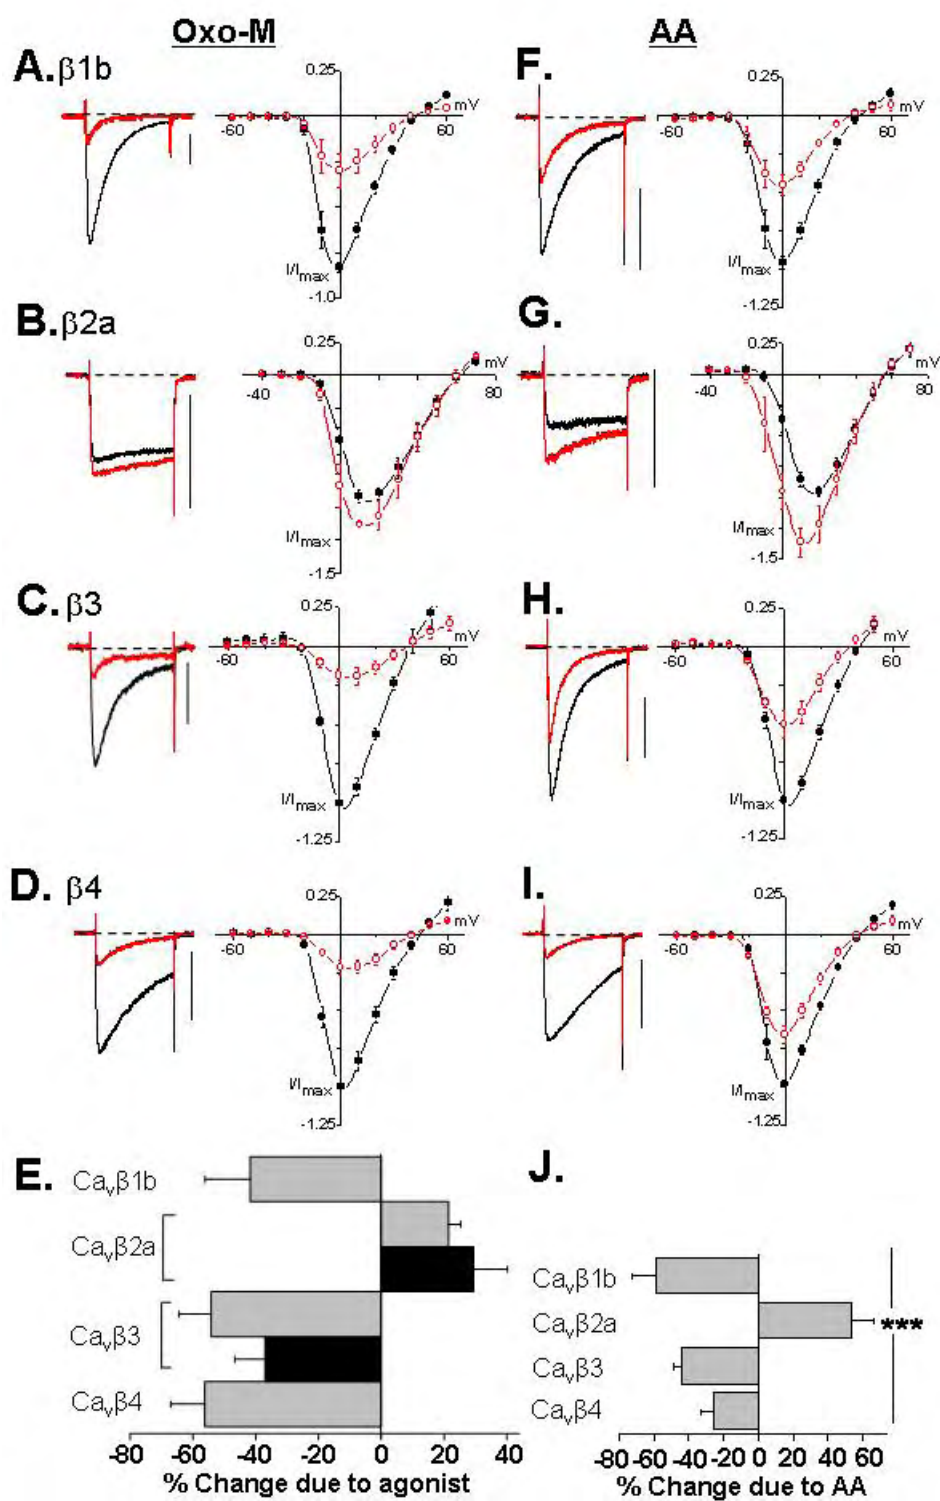 Oxo-M
AA
A. β1b
0.25
mV
-60
60
I/Imax
-1.0
F.
0.25
mV
-60
60
I/Imax
-1.25
B. β2a
0.25
mV
-40
80
I/Imax
-1.5
G.
0.25
mV
-40
80
I/Imax
-1.5
C. β3
0.25
mV
-60
60
I/Imax
-1.25
H.
0.25
mV
-60
60
I/Imax
-1.25
D. β4
0.25
mV
-60
60
I/Imax
-1.25
I.
0.25
mV
-60
60
I/Imax
-1.25
E.
Cavβ1b
Cavβ2a
Cavβ3
Cavβ4
-80 -60 -40 -20 0 20 40
% Change due to agonist
J.
Cavβ1b
Cavβ2a
***
Cavβ3
Cavβ4
-80 -60 -40 -20 0 20 40 60
% Change due to AA